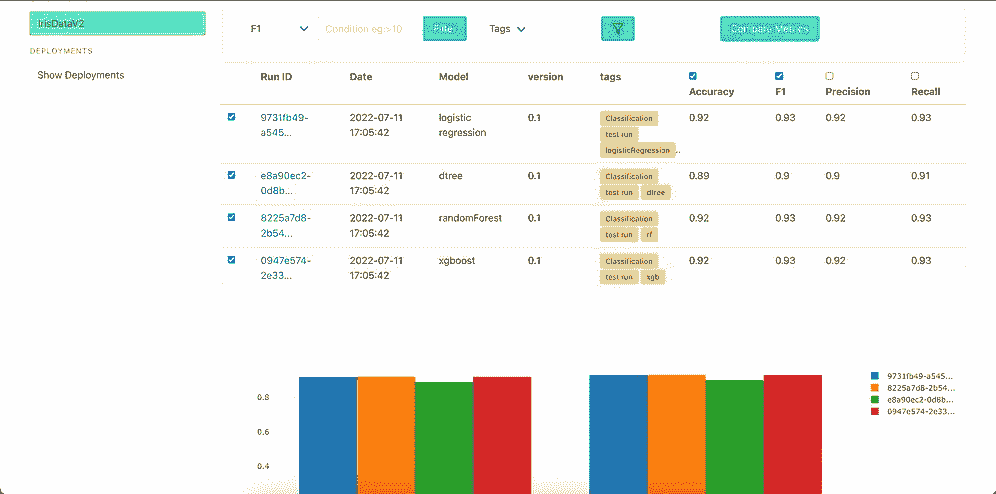 IrisDataV2
DEPLOYMENTS
Show Deployments
F1 Condition eg:>10 Filter Tags Compare Metrics
Run ID Date Model version tags Accuracy F1 Precision Recall
9731fb49-a545... 2022-07-11 17:05:42 logistic regression 0.1 Classification test run logisticRegression... 0.92 0.93 0.92 0.93
e8a90ec2-0d8b... 2022-07-11 17:05:42 dtree 0.1 Classification test run dtree 0.89 0.9 0.9 0.91
8225a7d8-2b54... 2022-07-11 17:05:42 randomForest 0.1 Classification test run rf 0.92 0.93 0.92 0.93
0947e574-2e33... 2022-07-11 17:05:42 xgboost 0.1 Classification test run xgb 0.92 0.93 0.92 0.93
0.8
0.6
0.4
9731fb49-a545...
8225a7d8-2b54...
e8a90ec2-0d8b...
0947e574-2e33...